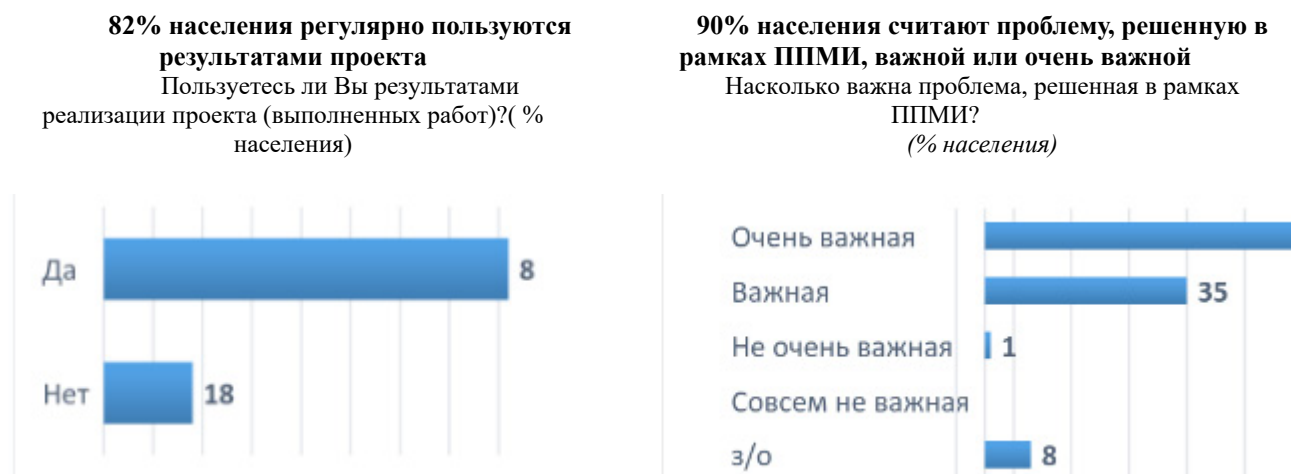 82% населения регулярно пользуются
результатами проекта
Пользуетесь ли Вы результатами
реализации проекта (выполненных работ)?( %
населения)
Да
8
Нет
18
90% населения считают проблему, решенную в
рамках ППМИ, важной или очень важной
Насколько важна проблема, решенная в рамках
ППМИ?
(% населения)
Очень важная
Важная
35
Не очень важная
1
Совсем не важная
з/о
8